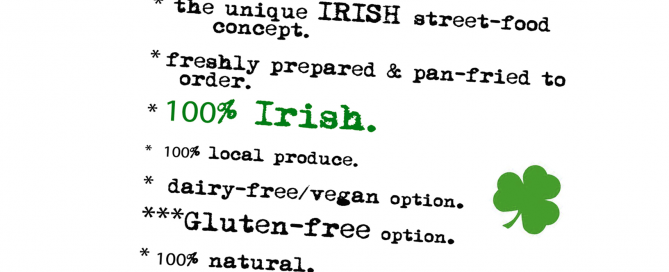 * the unique IRISH street-food
concept.
* freshly prepared & pan-fried to
order.
* 100% Irish.
* 100% local produce.
* dairy-free/vegan option.
***Gluten-free option.
* 100% natural.